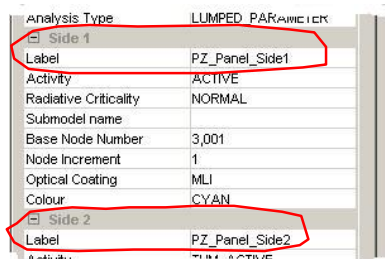 Analysis Type LUMPED_PARAMETER
Side 1
Label PZ_Panel_Side1
Activity ACTIVE
Radiative Criticality NORMAL
Submodel name
Base Node Number 3,001
Node Increment 1
Optical Coating MLI
Colour CYAN
Side 2
Label PZ_Panel_Side2